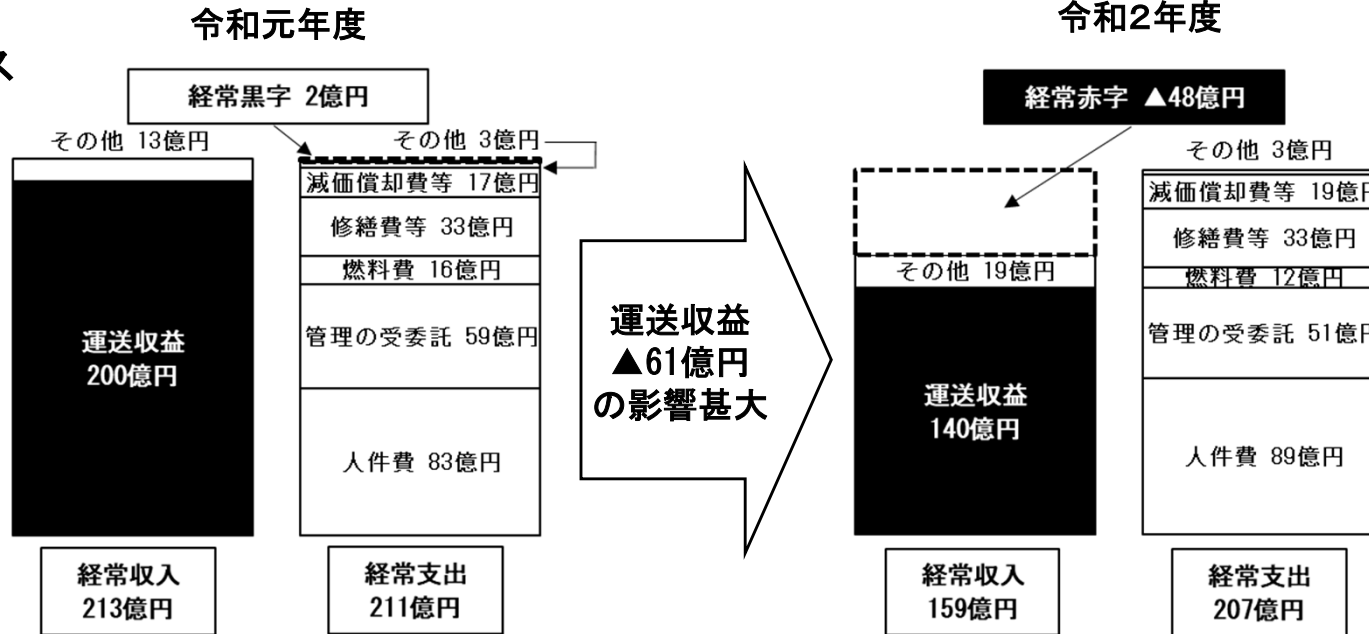 令和元年度
ス
経常黒字 2億円
その他 13億円
その他 3億円
減価償却費等 17億円
修繕費等 33億円
燃料費 16億円
管理の受委託 59億円
人件費 83億円
運送収益
200億円
経常収入
213億円
経常支出
211億円
運送収益
▲61億円
の影響甚大
令和2年度
経常赤字 ▲48億円
その他 19億円
運送収益
140億円
その他 3億円
減価償却費等 19億円
修繕費等 33億円
燃料費 12億円
管理の受委託 51億円
人件費 89億円
経常収入
159億円
経常支出
207億円